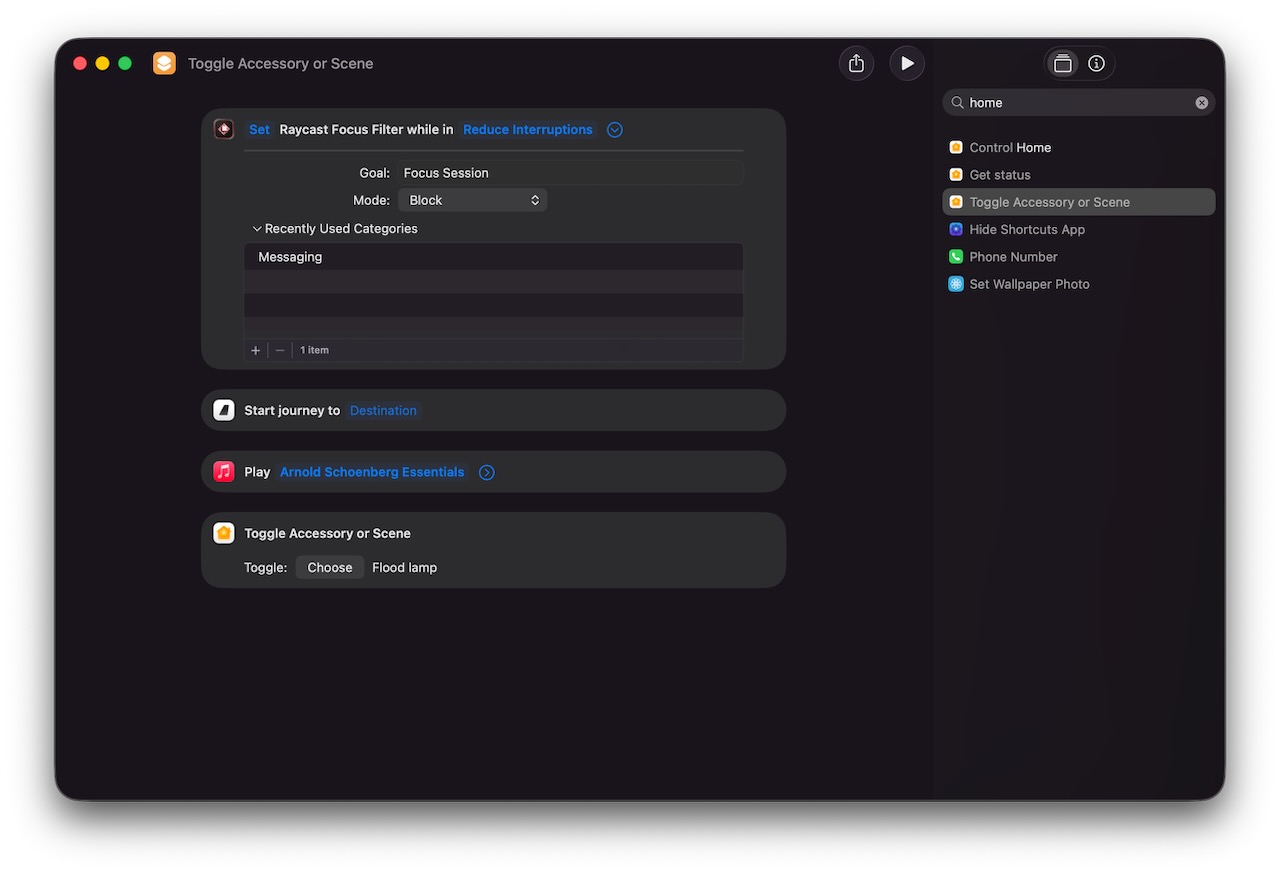 Toggle Accessory or Scene
Set Raycast Focus Filter while in Reduce Interruptions
Goal: Focus Session
Mode: Block
Recently Used Categories
Messaging
+ − 1 item
Start journey to Destination
Play Arnold Schoenberg Essentials
Toggle Accessory or Scene
Toggle: Choose Flood lamp
home
Control Home
Get status
Toggle Accessory or Scene
Hide Shortcuts App
Phone Number
Set Wallpaper Photo